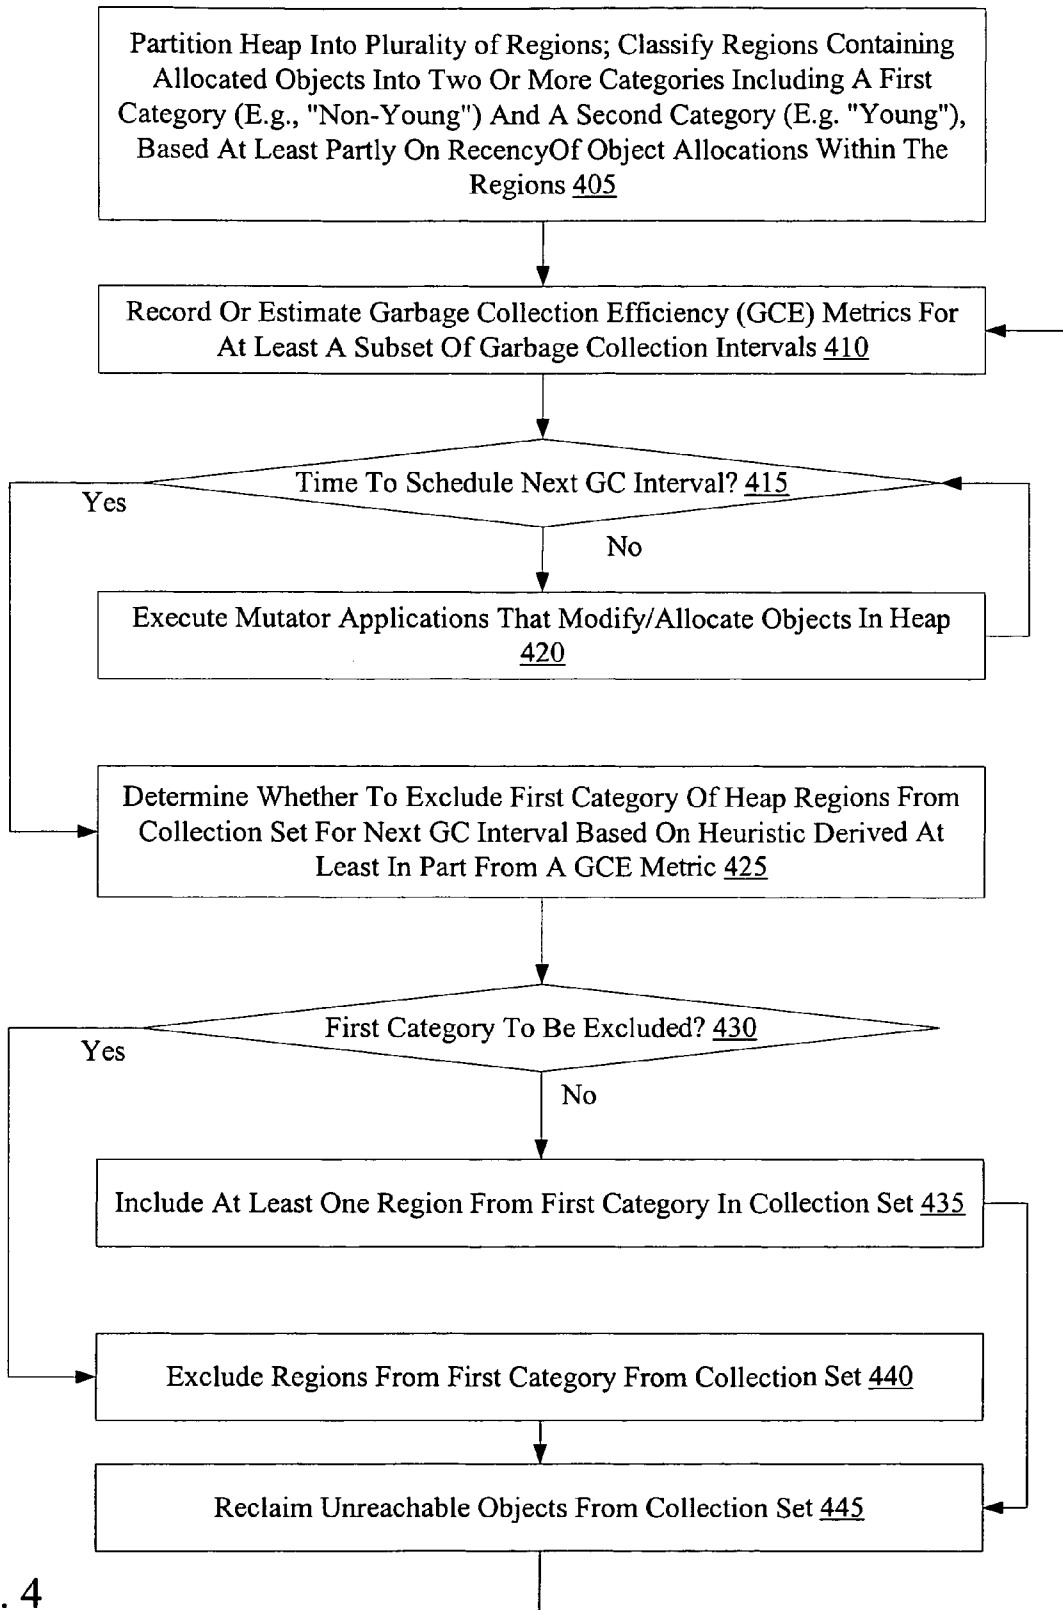 Partition Heap Into Plurality of Regions; Classify Regions Containing
Allocated Objects Into Two Or More Categories Including A First
Category (E.g., "Non-Young") And A Second Category (E.g. "Young"),
Based At Least Partly On RecencyOf Object Allocations Within The
Regions 405
Record Or Estimate Garbage Collection Efficiency (GCE) Metrics For
At Least A Subset Of Garbage Collection Intervals 410
Time To Schedule Next GC Interval? 415
Yes
No
Execute Mutator Applications That Modify/Allocate Objects In Heap
420
Determine Whether To Exclude First Category Of Heap Regions From
Collection Set For Next GC Interval Based On Heuristic Derived At
Least In Part From A GCE Metric 425
First Category To Be Excluded? 430
Yes
No
Include At Least One Region From First Category In Collection Set 435
Exclude Regions From First Category From Collection Set 440
Reclaim Unreachable Objects From Collection Set 445
. 4